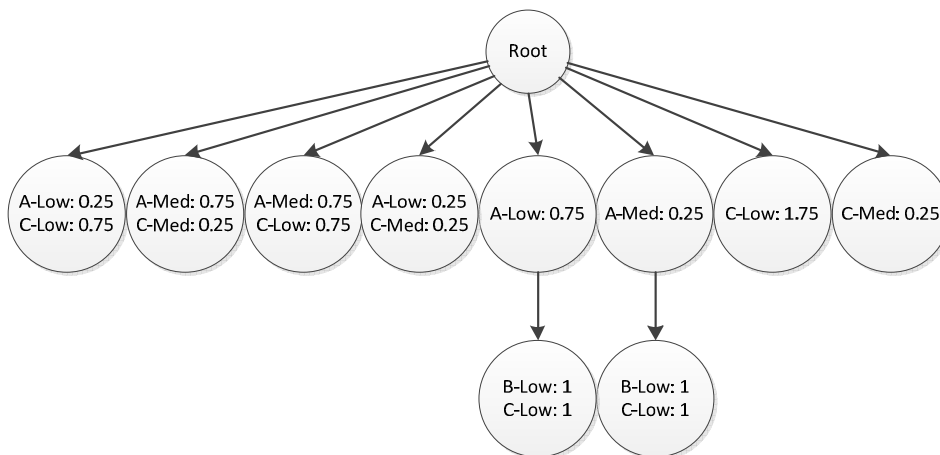 Root
A-Low: 0.25
C-Low: 0.75
A-Med: 0.75
C-Med: 0.25
A-Med: 0.75
C-Low: 0.75
A-Low: 0.25
C-Med: 0.25
A-Low: 0.75
A-Med: 0.25
C-Low: 1.75
C-Med: 0.25
B-Low: 1
C-Low: 1
B-Low: 1
C-Low: 1